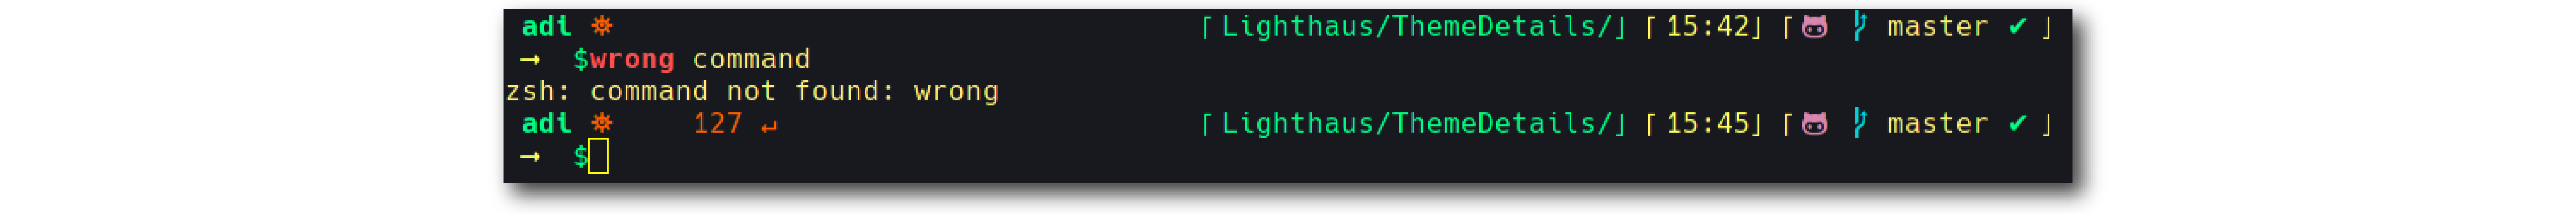 adi ⎡Lighthaus/ThemeDetails/⎦ ⎡15:42⎦ ⎡ master ✔ ⎦
→ $wrong command
zsh: command not found: wrong
adi 127 ↵ ⎡Lighthaus/ThemeDetails/⎦ ⎡15:45⎦ ⎡ master ✔ ⎦
→ $